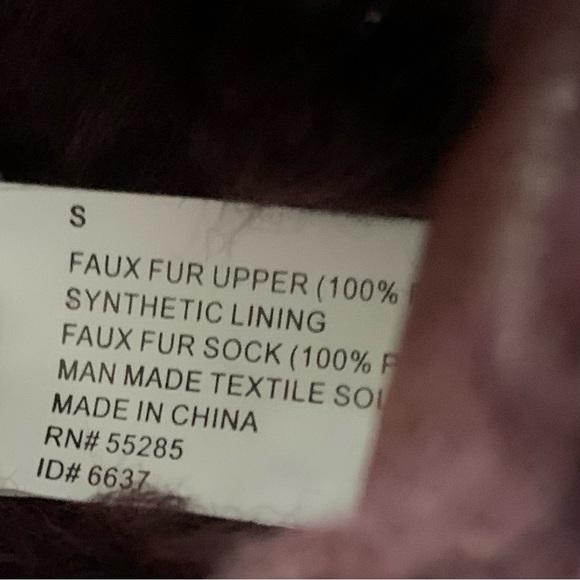 S
FAUX FUR UPPER (100%
SYNTHETIC LINING
FAUX FUR SOCK (100%
MAN MADE TEXTILE
MADE IN CHINA
RN# 55285
ID# 6637